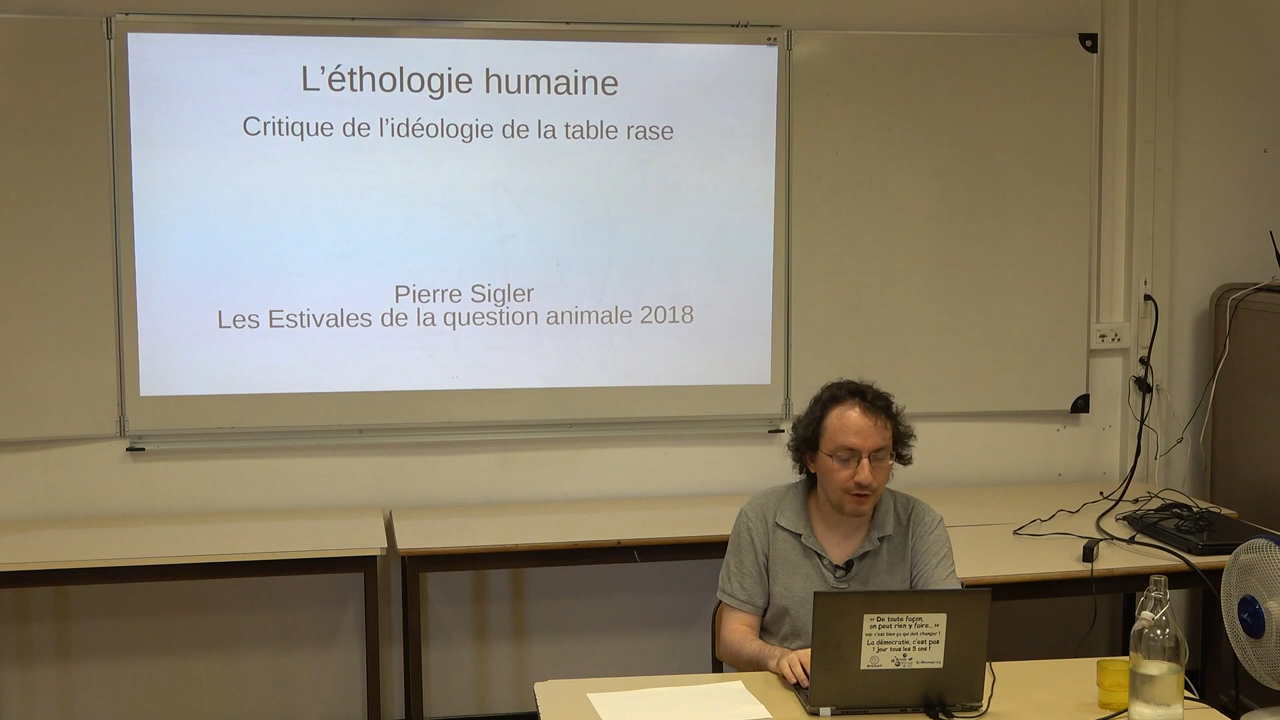 L’éthologie humaine
Critique de l’idéologie de la table rase
Pierre Sigler
Les Estivales de la question animale 2018
" De toute façon,
on peut rien y faire... "
La démocratie, c'est pas
1 jour tous les 5 ans !